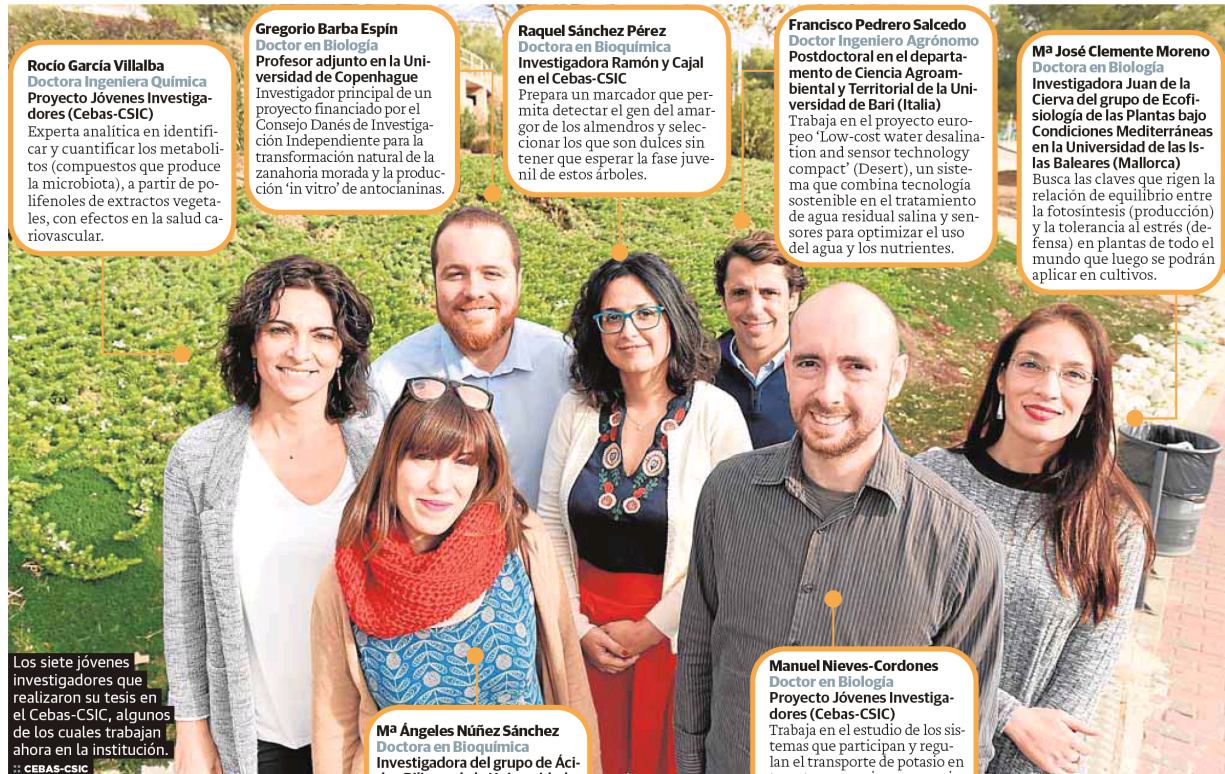 Rocío García Villalba
Doctora Ingeniera Química
Proyecto Jóvenes Investiga-
dores (Cebas-CSIC)
Experta analítica en identifi-
car y cuantificar los metaboli-
tos (compuestos que produce
la microbiota), a partir de po-
lifenoles de extractos vegeta-
les, con efectos en la salud ca-
riovascular.
Gregorio Barba Espín
Doctor en Biología
Profesor adjunto en la Uni-
versidad de Copenhague
Investigador principal de un
proyecto financiado por el
Consejo Danés de Investiga-
ción Independiente para la
transformación natural de la
zanahoria morada y la produc-
ción ‘in vitro’ de antocianinas.
Raquel Sánchez Pérez
Doctora en Bioquímica
Investigadora Ramón y Cajal
en el Cebas-CSIC
Prepara un marcador que per-
mita detectar el gen del amar-
gor de los almendros y selec-
cionar los que son dulces sin
tener que esperar la fase juve-
nil de estos árboles.
Francisco Pedrero Salcedo
Doctor Ingeniero Agrónomo
Postdoctoral en el departa-
mento de Ciencia Agroam-
biental y Territorial de la Uni-
versidad de Bari (Italia)
Trabaja en el proyecto euro-
peo ‘Low-cost water desalina-
tion and sensor technology
compact’ (Desert), un siste-
ma que combina tecnología
sostenible en el tratamiento
de agua residual salina y sen-
sores para optimizar el uso
del agua y los nutrientes.
Mª José Clemente Moreno
Doctora en Biología
Investigadora Juan de la
Cierva del grupo de Ecofi-
siología de las Plantas bajo
Condiciones Mediterráneas
en la Universidad de las Is-
las Baleares (Mallorca)
Busca las claves que rigen la
relación de equilibrio entre
la fotosíntesis (producción)
y la tolerancia al estrés (de-
fensa) en plantas de todo el
mundo que luego se podrán
aplicar en cultivos.
Los siete jóvenes
investigadores que
realizaron su tesis en
el Cebas-CSIC, algunos
de los cuales trabajan
ahora en la institución.
:: CEBAS-CSIC
Mª Ángeles Núñez Sánchez
Doctora en Bioquímica
Investigadora del grupo de Áci-
Manuel Nieves-Cordones
Doctor en Biología
Proyecto Jóvenes Investiga-
dores (Cebas-CSIC)
Trabaja en el estudio de los sis-
temas que participan y regu-
lan el transporte de potasio en